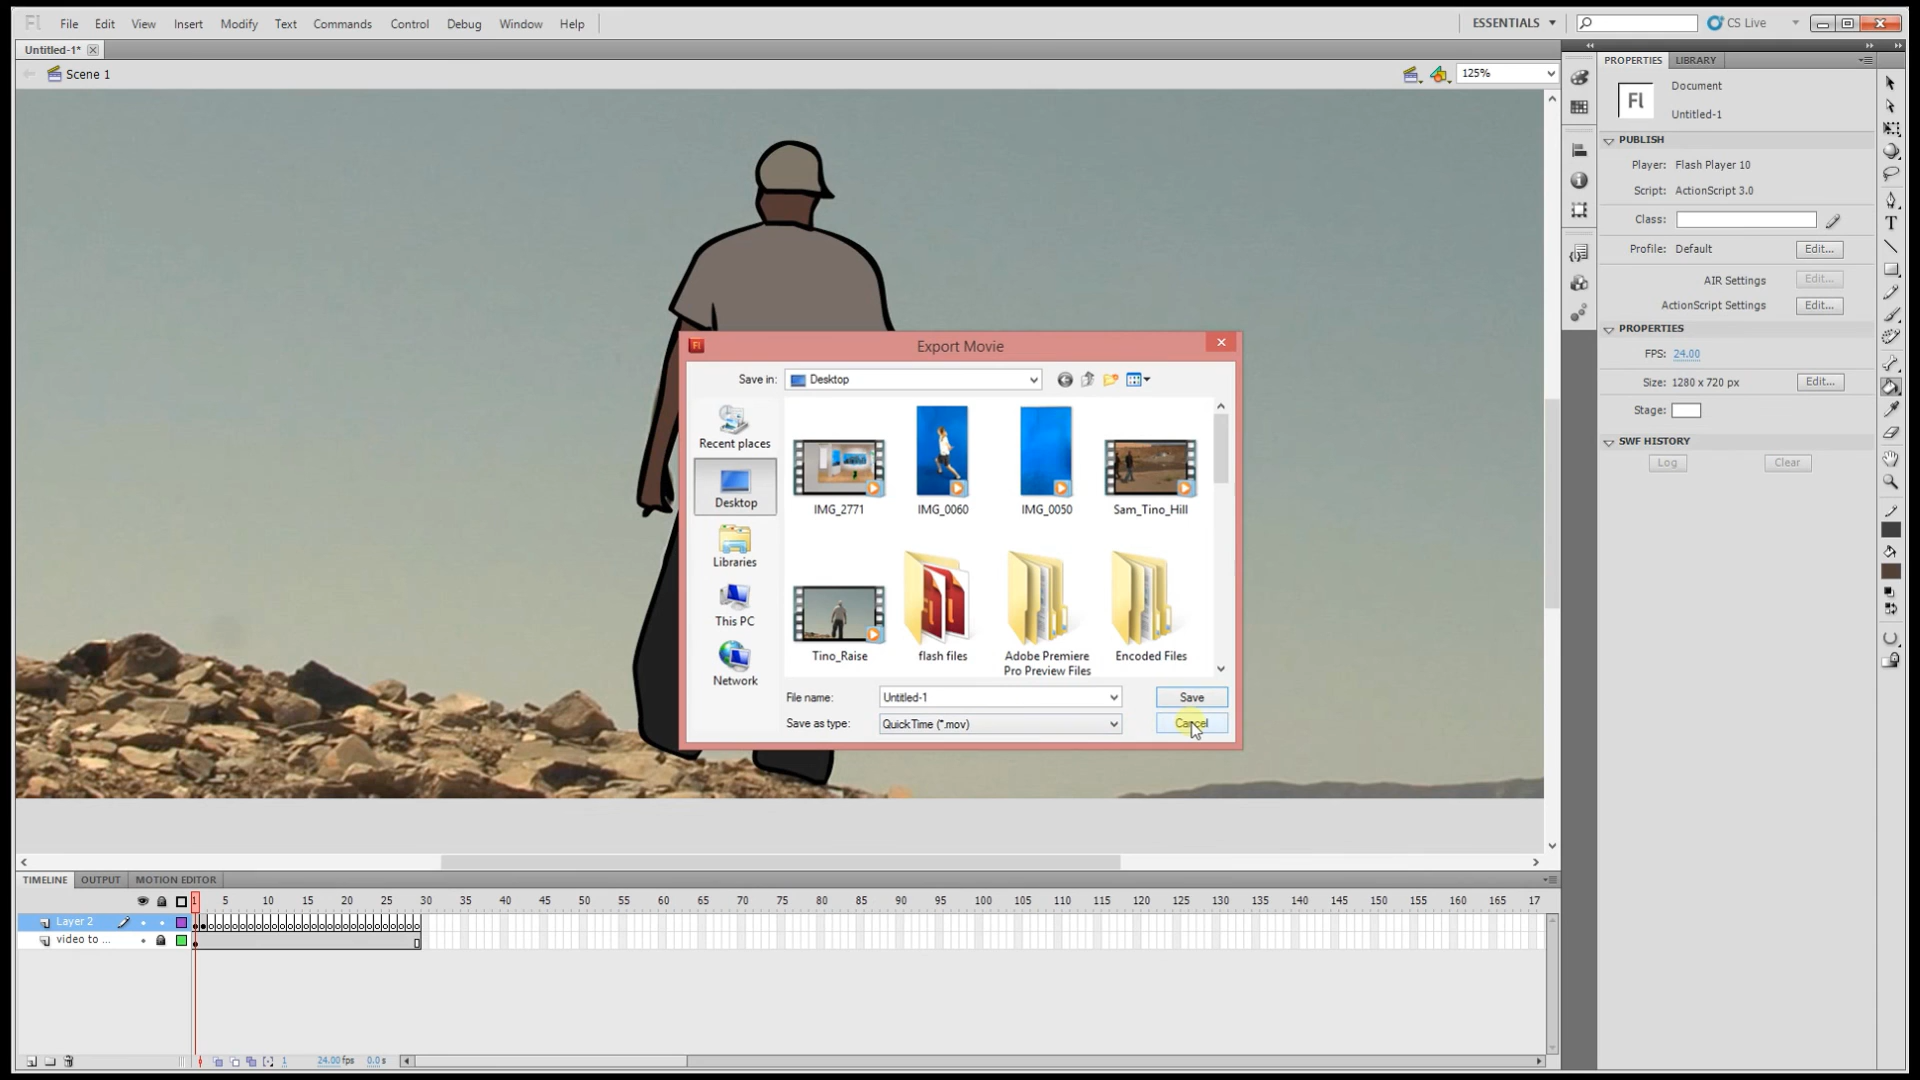 Fl File Edit View Insert Modify Text Commands Control Debug Window Help ESSENTIALS CS Live
Untitled-1*
Scene 1 125%
PROPERTIES LIBRARY
Fl Document
Untitled-1
PUBLISH
Player: Flash Player 10
Script: ActionScript 3.0
Class:
Profile: Default Edit...
AIR Settings Edit...
ActionScript Settings Edit...
PROPERTIES
FPS: 24.00
Size: 1280 x 720 px Edit...
Stage:
SWF HISTORY
Log Clear
T
Fl Export Movie
Save in: Desktop
Recent places
Desktop
Libraries
This PC
Network
IMG_2771 IMG_0060 IMG_0050 Sam_Tino_Hill
Tino_Raise flash files Adobe Premiere Pro Preview Files Encoded Files
File name: Untitled-1 Save
Save as type: QuickTime (*.mov) Cancel
TIMELINE OUTPUT MOTION EDITOR
1 5 10 15 20 25 30 35 40 45 50 55 60 65 70 75 80 85 90 95 100 105 110 115 120 125 130 135 140 145 150 155 160 165 17
Layer 2
video to ...
1 24.00 fps 0.0 s